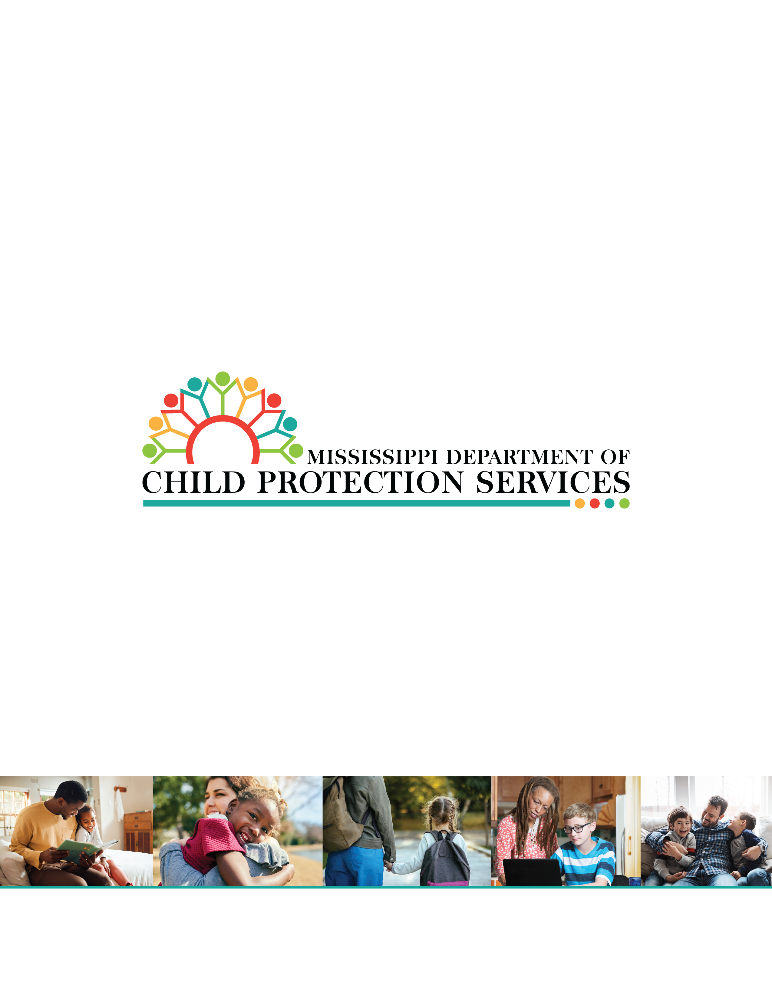 MISSISSIPPI DEPARTMENT OF
CHILD PROTECTION SERVICES